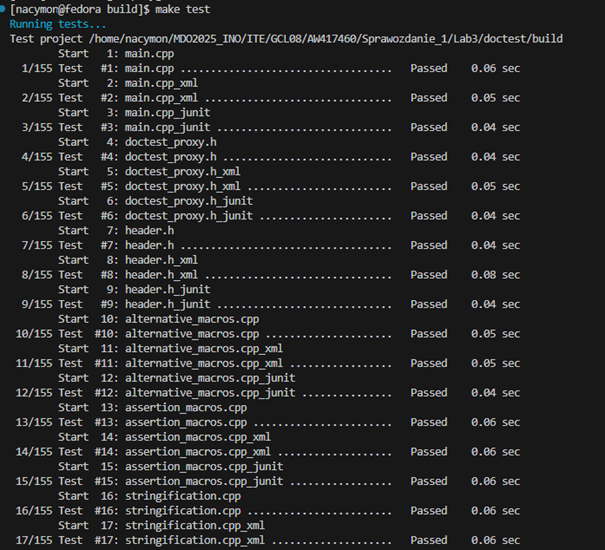 [nacymon@fedora build]$ make test
Running tests...
Test project /home/nacymon/MDO2025_INO/ITE/GCL08/AW417460/Sprawozdanie_1/Lab3/doctest/build
Start 1: main.cpp
1/155 Test #1: main.cpp ................................ Passed 0.06 sec
Start 2: main.cpp_xml
2/155 Test #2: main.cpp_xml ............................ Passed 0.05 sec
Start 3: main.cpp_junit
3/155 Test #3: main.cpp_junit .......................... Passed 0.04 sec
Start 4: doctest_proxy.h
4/155 Test #4: doctest_proxy.h ......................... Passed 0.04 sec
Start 5: doctest_proxy.h_xml
5/155 Test #5: doctest_proxy.h_xml ..................... Passed 0.05 sec
Start 6: doctest_proxy.h_junit
6/155 Test #6: doctest_proxy.h_junit ................... Passed 0.04 sec
Start 7: header.h
7/155 Test #7: header.h ................................ Passed 0.04 sec
Start 8: header.h_xml
8/155 Test #8: header.h_xml ............................ Passed 0.08 sec
Start 9: header.h_junit
9/155 Test #9: header.h_junit .......................... Passed 0.04 sec
Start 10: alternative_macros.cpp
10/155 Test #10: alternative_macros.cpp .................. Passed 0.05 sec
Start 11: alternative_macros.cpp_xml
11/155 Test #11: alternative_macros.cpp_xml .............. Passed 0.05 sec
Start 12: alternative_macros.cpp_junit
12/155 Test #12: alternative_macros.cpp_junit ............ Passed 0.04 sec
Start 13: assertion_macros.cpp
13/155 Test #13: assertion_macros.cpp .................... Passed 0.06 sec
Start 14: assertion_macros.cpp_xml
14/155 Test #14: assertion_macros.cpp_xml ................ Passed 0.06 sec
Start 15: assertion_macros.cpp_junit
15/155 Test #15: assertion_macros.cpp_junit .............. Passed 0.06 sec
Start 16: stringification.cpp
16/155 Test #16: stringification.cpp ..................... Passed 0.06 sec
Start 17: stringification.cpp_xml
17/155 Test #17: stringification.cpp_xml ................. Passed 0.06 sec